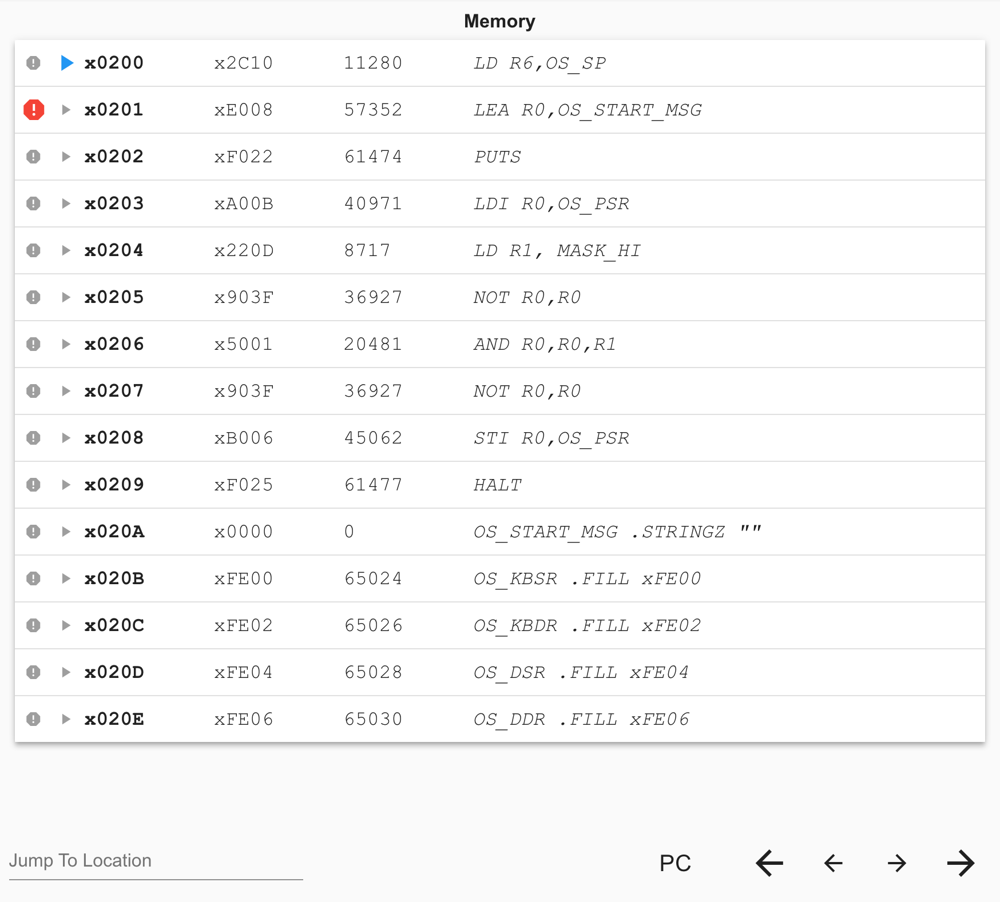 Memory
x0200 x2C10 11280 LD R6,OS_SP
x0201 xE008 57352 LEA R0,OS_START_MSG
x0202 xF022 61474 PUTS
x0203 xA00B 40971 LDI R0,OS_PSR
x0204 x220D 8717 LD R1, MASK_HI
x0205 x903F 36927 NOT R0,R0
x0206 x5001 20481 AND R0,R0,R1
x0207 x903F 36927 NOT R0,R0
x0208 xB006 45062 STI R0,OS_PSR
x0209 xF025 61477 HALT
x020A x0000 0 OS_START_MSG .STRINGZ ""
x020B xFE00 65024 OS_KBSR .FILL xFE00
x020C xFE02 65026 OS_KBDR .FILL xFE02
x020D xFE04 65028 OS_DSR .FILL xFE04
x020E xFE06 65030 OS_DDR .FILL xFE06
Jump To Location PC